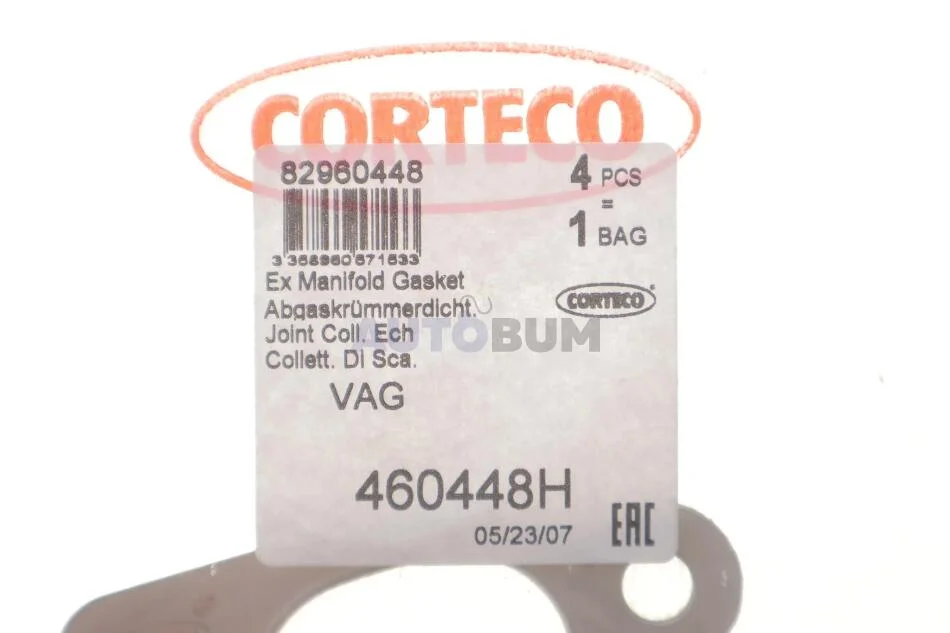 CORTECO
82960448
4 PCS
=
1 BAG
3 358960 671633
Ex Manifold Gasket
Abgaskrümmerdicht.
CORTECO
AUTOBUM
Joint Coll. Ech
Collett. Di Sca.
VAG
460448H
05/23/07
EAC